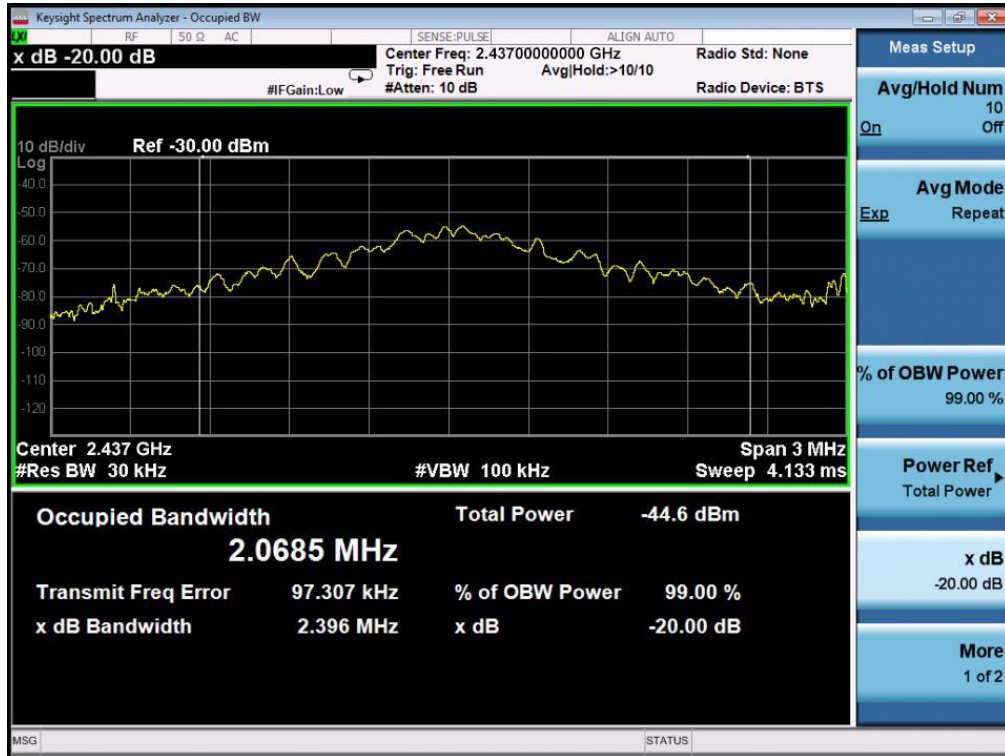 Keysight Spectrum Analyzer - Occupied BW
LXI RF 50 Ω AC SENSE:PULSE ALIGN AUTO
x dB -20.00 dB
Center Freq: 2.43700000000 GHz Radio Std: None
Trig: Free Run Avg|Hold:>10/10
#IFGain:Low #Atten: 10 dB Radio Device: BTS
10 dB/div Ref -30.00 dBm
Log
-40.0
-50.0
-60.0
-70.0
-80.0
-90.0
-100
-110
-120
Center 2.437 GHz Span 3 MHz
#Res BW 30 kHz #VBW 100 kHz Sweep 4.133 ms
Occupied Bandwidth Total Power -44.6 dBm
2.0685 MHz
Transmit Freq Error 97.307 kHz % of OBW Power 99.00 %
x dB Bandwidth 2.396 MHz x dB -20.00 dB
MSG STATUS
Meas Setup
Avg/Hold Num
10
On Off
Avg Mode
Exp Repeat
% of OBW Power
99.00 %
Power Ref
Total Power
x dB
-20.00 dB
More
1 of 2